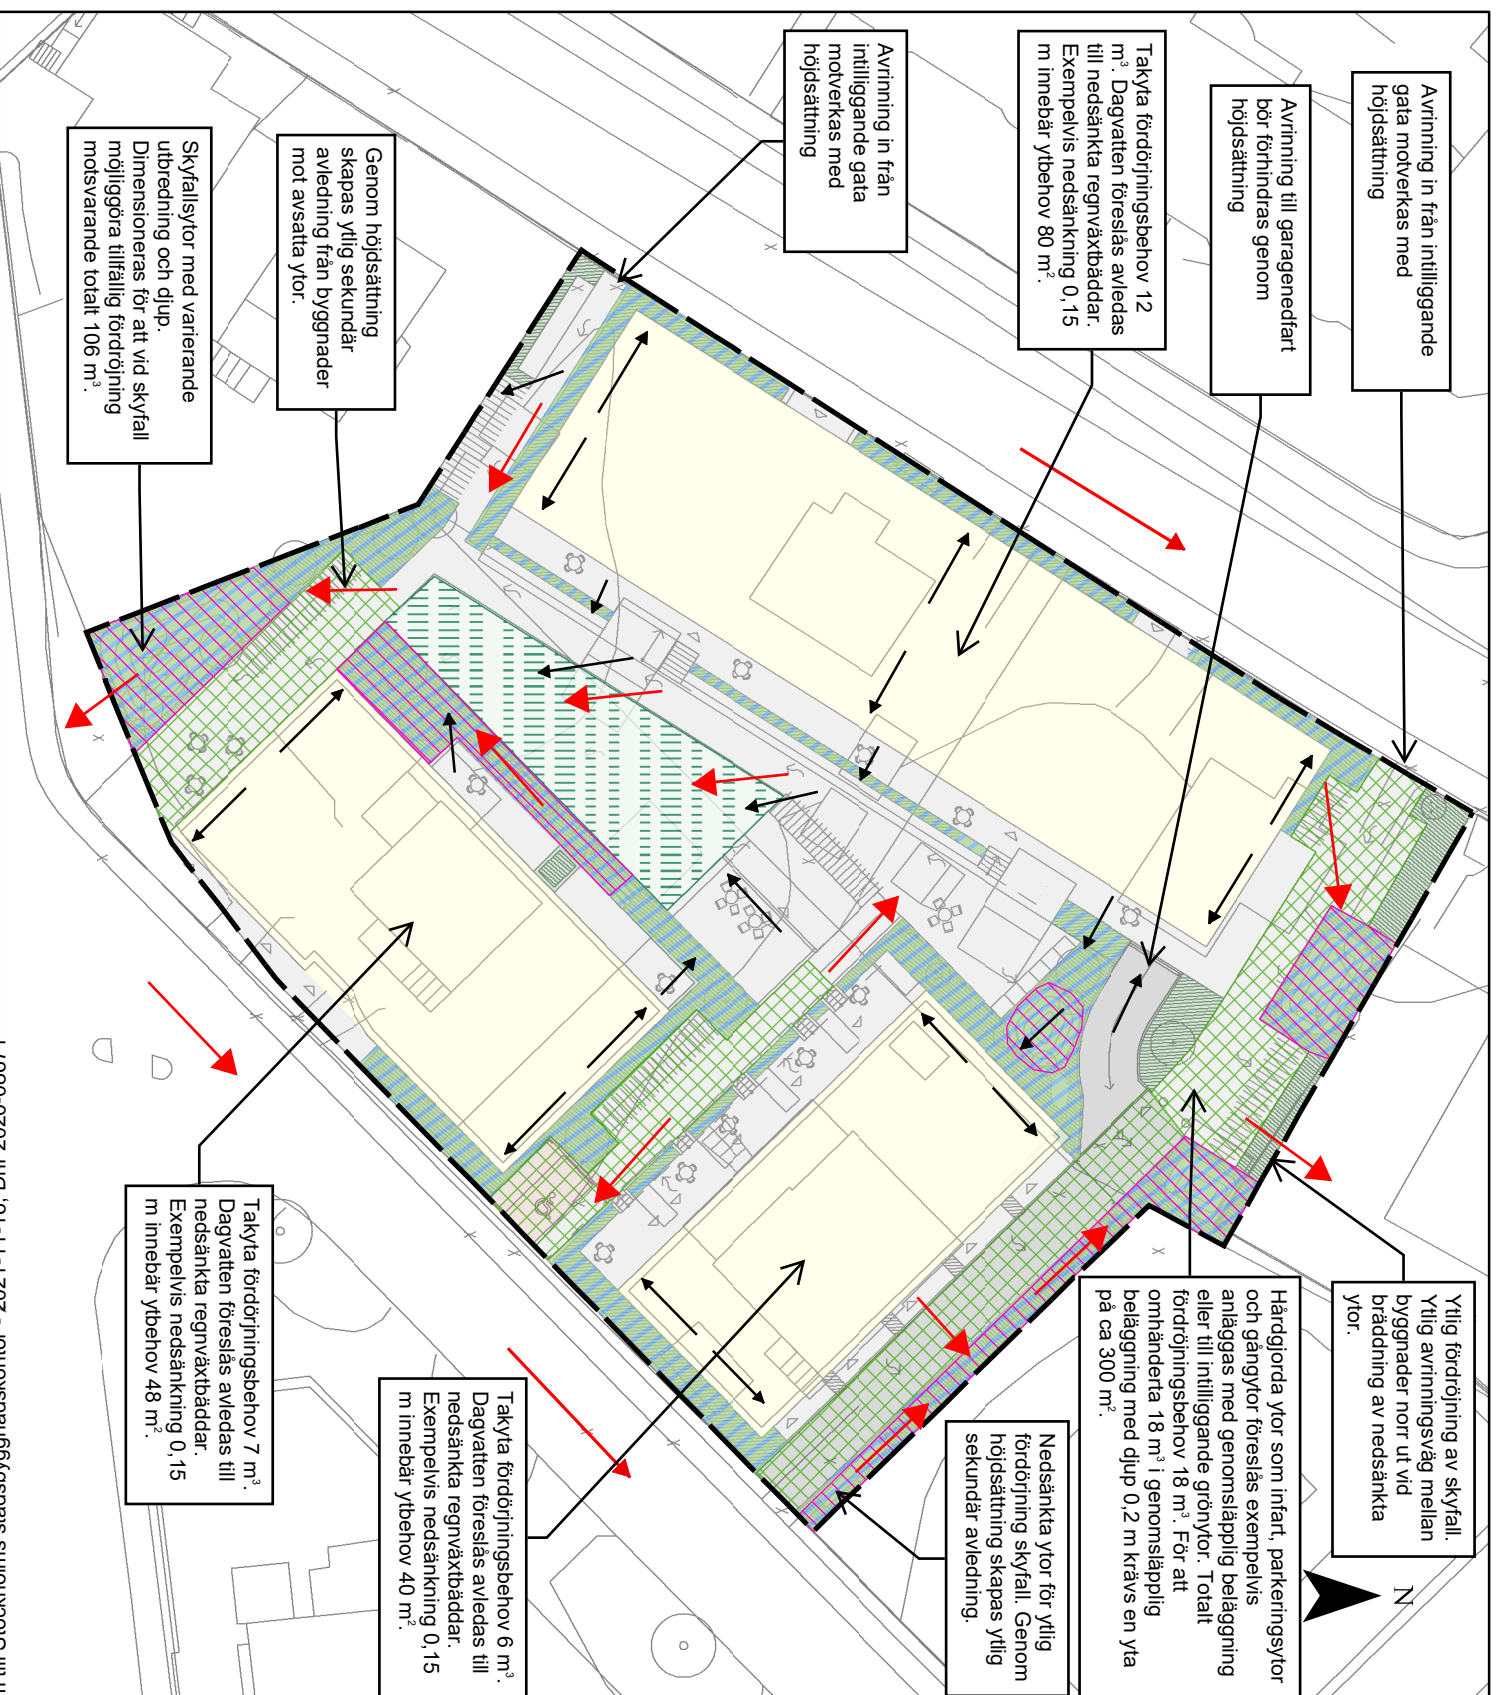 Avrinning in från intilliggande
gata motverkas med
höjdsättning
Avrinning till garagenedfart
bör förhindras genom
höjdsättning
Takyta fördöjningsbehov 12
m³. Dagvatten föreslås avledas
till nedsänkta regnväxtbäddar.
Exempelvis nedsänkning 0,15
m innebär ytbehov 80 m².
Avrinning in från
intilliggande gata
motverkas med
höjdsättning
Genom höjdsättning
skapas ytlig sekundär
avledning från byggnader
mot avsatta ytor.
Skyfallsytor med varierande
utbredning och djup.
Dimensioneras för att vid skyfall
möjliggöra tillfällig fördröjning
motsvarande totalt 106 m³.
Ytlig fördröjning av skyfall.
Ytlig avrinningsväg mellan
byggnader norr ut vid
bräddning av nedsänkta
ytor.
N
Hårdgjorda ytor som infart, parkeringsytor
och gångytor föreslås exempelvis
anläggas med genomsläpplig beläggning
eller till intilliggande grönytor. Totalt
fördröjningsbehov 18 m³. För att
omhänderta 18 m³ i genomsläpplig
beläggning med djup 0,2 m krävs en yta
på ca 300 m².
Nedsänkta ytor för ytlig
fördröjning skyfall. Genom
höjdsättning skapas ytlig
sekundär avledning.
Takyta fördöjningsbehov 6 m³.
Dagvatten föreslås avledas till
nedsänkta regnväxtbäddar.
Exempelvis nedsänkning 0,15
m innebär ytbehov 40 m².
Takyta fördöjningsbehov 7 m³.
Dagvatten föreslås avledas till
nedsänkta regnväxtbäddar.
Exempelvis nedsänkning 0,15
m innebär ytbehov 48 m².